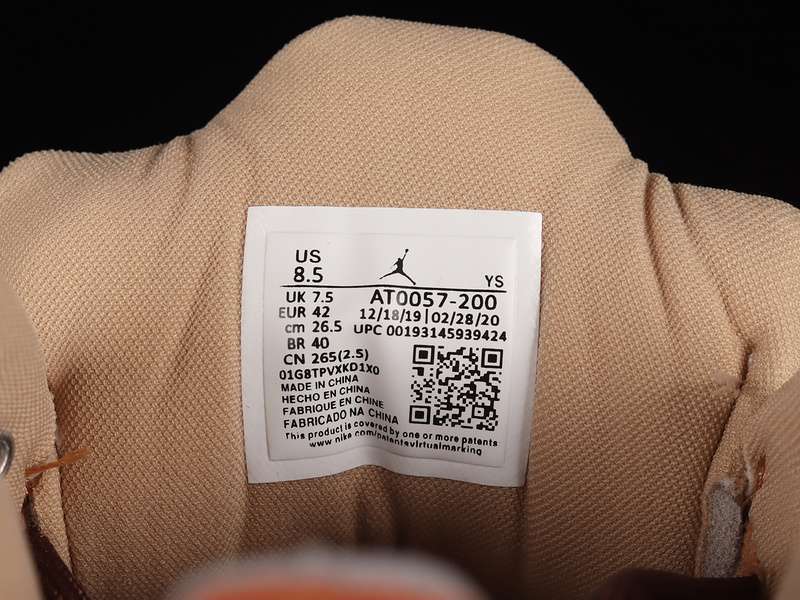 US
8.5 YS
UK 7.5 AT0057-200
EUR 42 12/18/19 | 02/28/20
cm 26.5 UPC 00193145939424
BR 40
CN 265(2.5)
01G8TPVXKD1X0
MADE IN CHINA
HECHO EN CHINA
FABRIQUE EN CHINE
FABRICADO NA CHINA
This product is covered by one or more patents
www.nike.com/patentsvirtualmarking